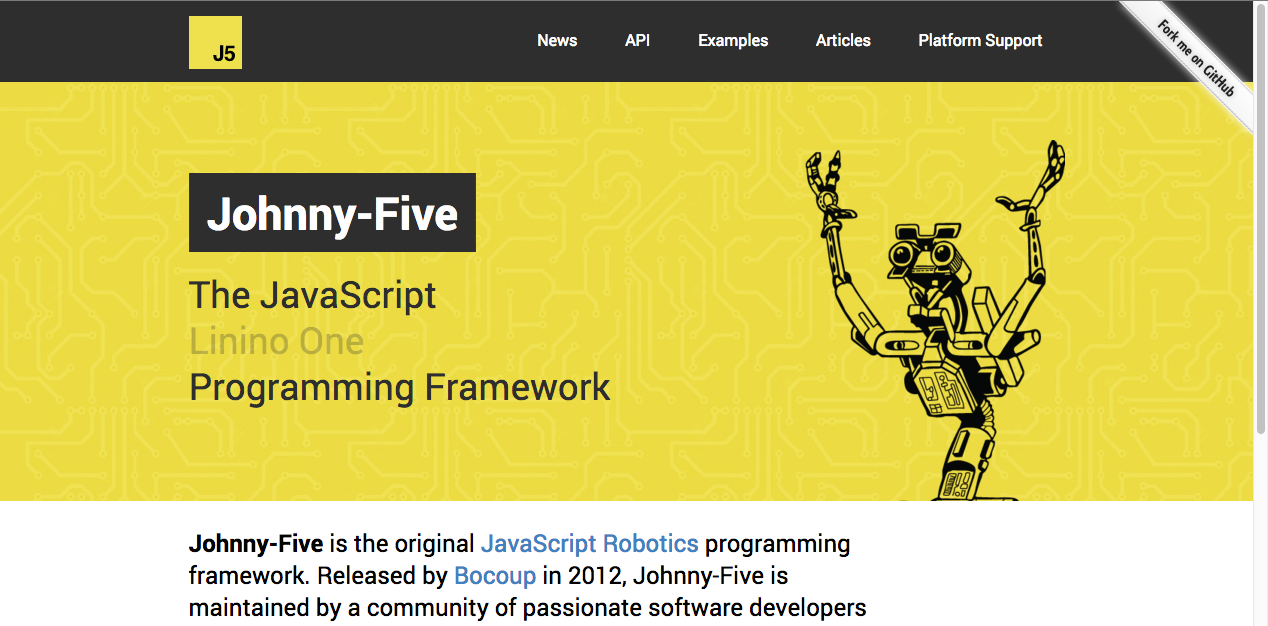 J5
News
API
Examples
Articles
Platform Support
Fork me on GitHub
Johnny-Five
The JavaScript
Linino One
Programming Framework
Johnny-Five is the original JavaScript Robotics programming
framework. Released by Bocoup in 2012, Johnny-Five is
maintained by a community of passionate software developers